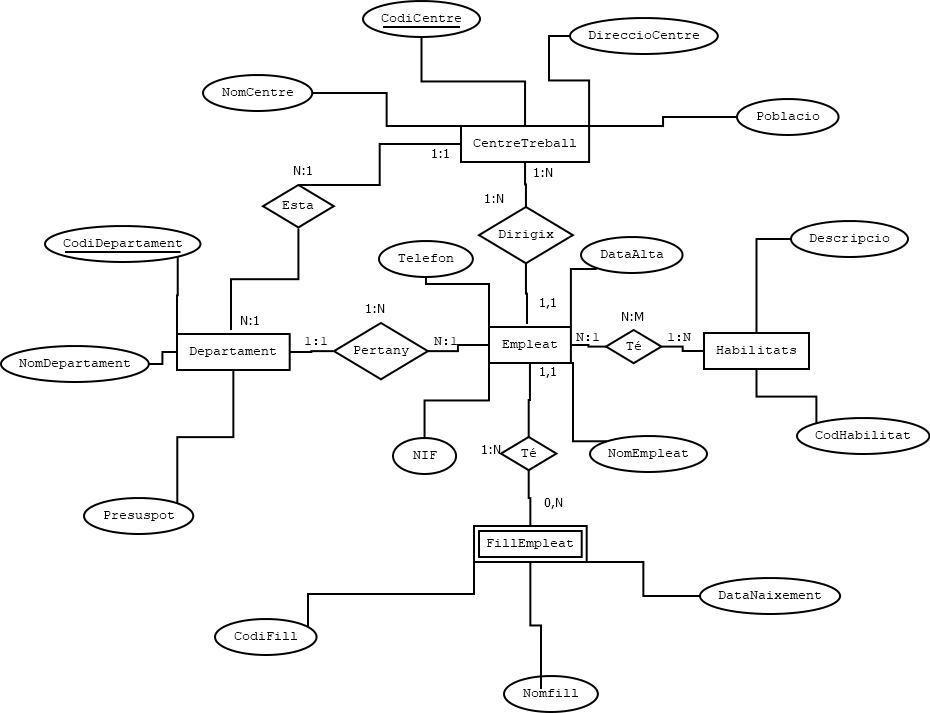 CodiCentre
DireccioCentre
NomCentre
Poblacio
CentreTreball
1:1
N:1
1:N
Esta
1:N
Dirigix
CodiDepartament
Telefon
DataAlta
Descripcio
1,1
1:N
N:M
N:1
Departament
1:1
Pertany
N:1
Empleat
N:1
Té
1:N
Habilitats
NomDepartament
1,1
CodHabilitat
NIF
1:N
Té
NomEmpleat
0,N
Presuspot
FillEmpleat
DataNaixement
CodiFill
Nomfill